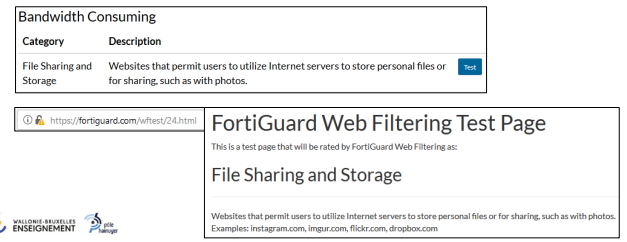 Bandwidth Consuming
Category Description
File Sharing and Storage
Websites that permit users to utilize Internet servers to store personal files or
for sharing, such as with photos.
Test
https://fortiguard.com/wftest/24.html
FortiGuard Web Filtering Test Page
This is a test page that will be rated by FortiGuard Web Filtering as:
File Sharing and Storage
Websites that permit users to utilize Internet servers to store personal files or for sharing, such as with photos.
Examples: instagram.com, imgur.com, flickr.com, dropbox.com
WALLONIE-BRUXELLES
ENSEIGNEMENT
pôle
hainuyer